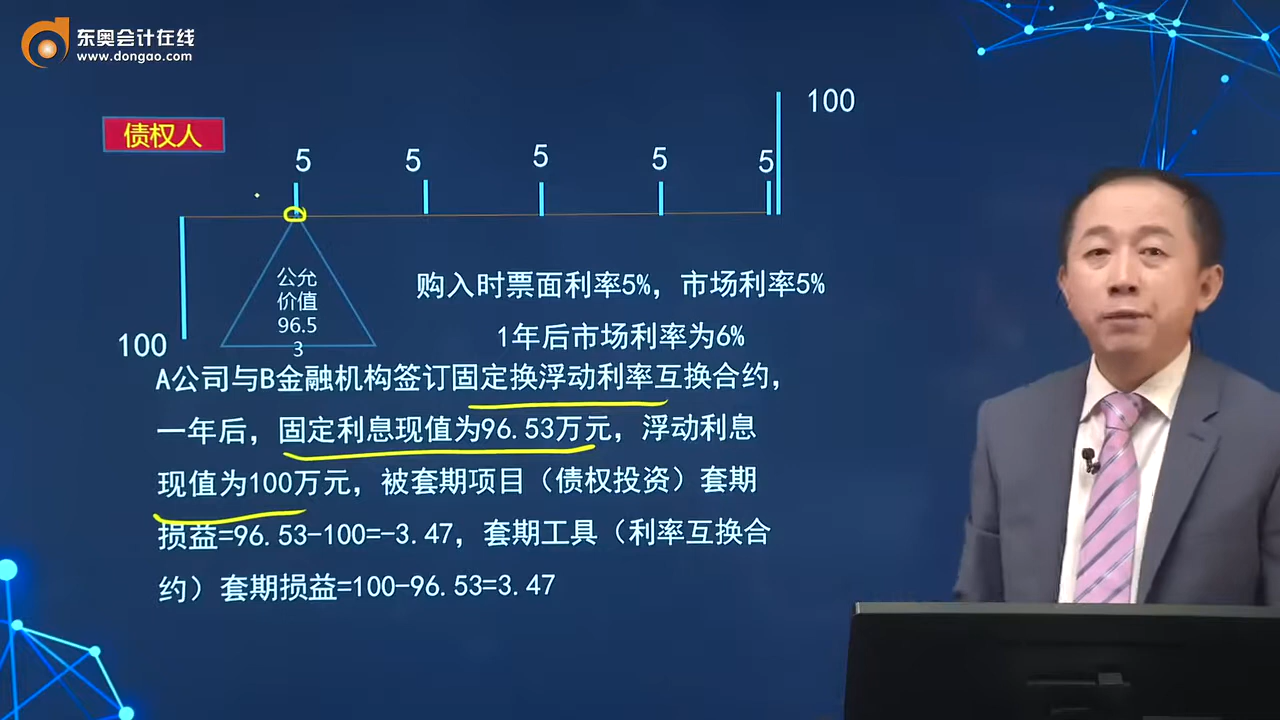 东奥会计在线
www.dongao.com
债权人
5
5
5
5
5
100
100
公允
价值
96.5
3
购入时票面利率5%，市场利率5%
1年后市场利率为6%
A公司与B金融机构签订固定换浮动利率互换合约，
一年后，固定利息现值为96.53万元，浮动利息
现值为100万元，被套期项目（债权投资）套期
损益=96.53-100=-3.47，套期工具（利率互换合
约）套期损益=100-96.53=3.47